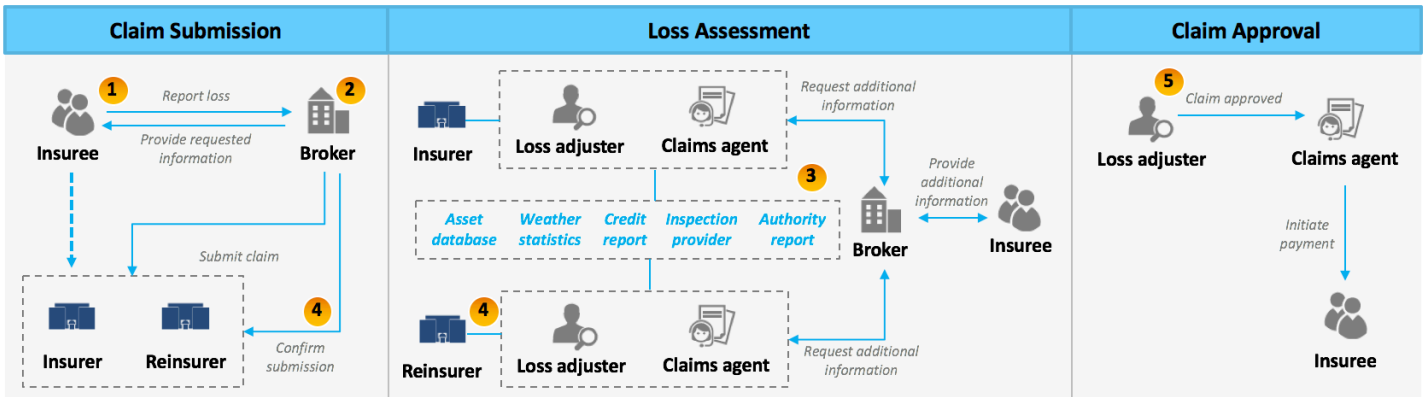 Claim Submission
Loss Assessment
Claim Approval
1
Report loss
2
Provide requested
information
Insuree
Broker
Submit claim
4
Confirm
submission
Insurer
Reinsurer
Insurer
Loss adjuster
Claims agent
Request additional
information
3
Asset
database
Weather
statistics
Credit
report
Inspection
provider
Authority
report
Broker
Provide
additional
information
Insuree
4
Reinsurer
Loss adjuster
Claims agent
Request additional
information
5
Claim approved
Loss adjuster
Claims agent
Initiate
payment
Insuree